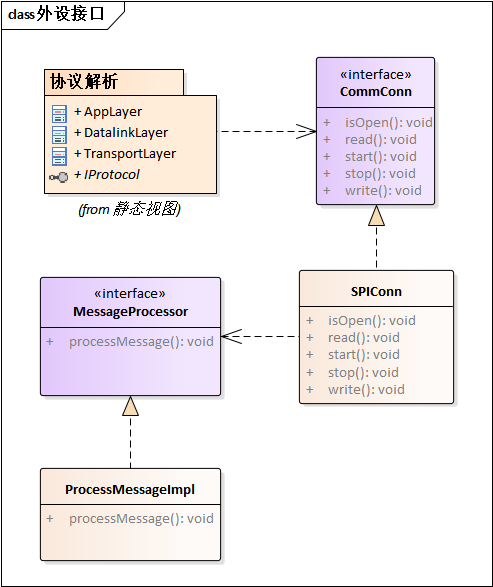 class 外设接口
协议解析
+ AppLayer
+ DatalinkLayer
+ TransportLayer
+ IProtocol
(from 静态视图)
«interface»
CommConn
+ isOpen(): void
+ read(): void
+ start(): void
+ stop(): void
+ write(): void
«interface»
MessageProcessor
+ processMessage(): void
SPIConn
+ isOpen(): void
+ read(): void
+ start(): void
+ stop(): void
+ write(): void
ProcessMessageImpl
+ processMessage(): void